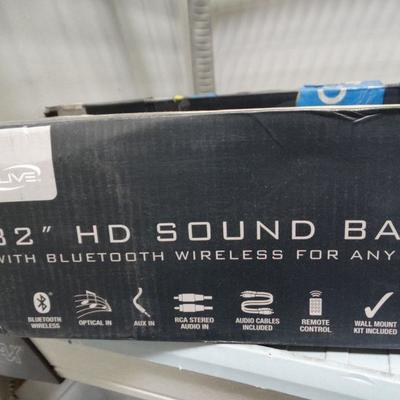 LIVE
32" HD SOUND BA
WITH BLUETOOTH WIRELESS FOR ANY
BLUETOOTH WIRELESS
OPTICAL IN
AUX IN
RCA STEREO AUDIO IN
AUDIO CABLES INCLUDED
REMOTE CONTROL
WALL MOUNT KIT INCLUDED